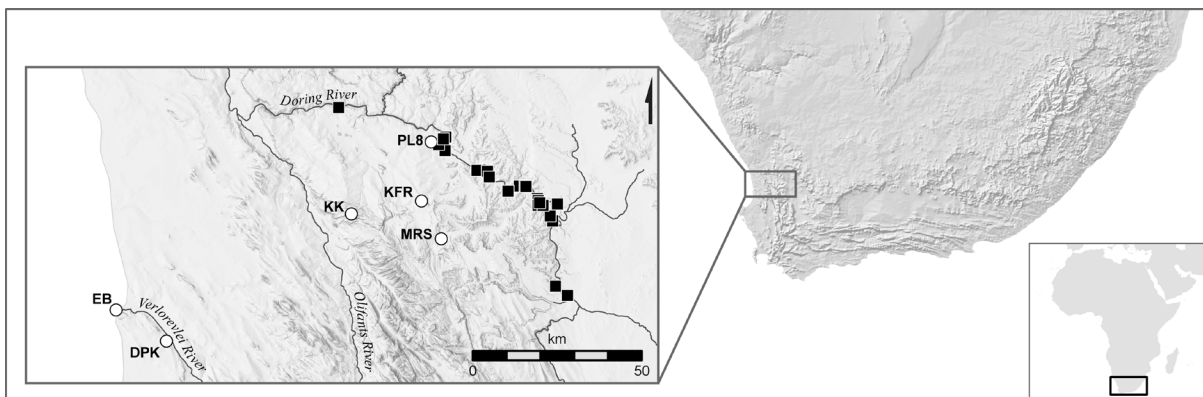 Doring River
PL8
KFR
KK
MRS
EB
Verlorevlei River
DPK
Olifants River
km
0
50